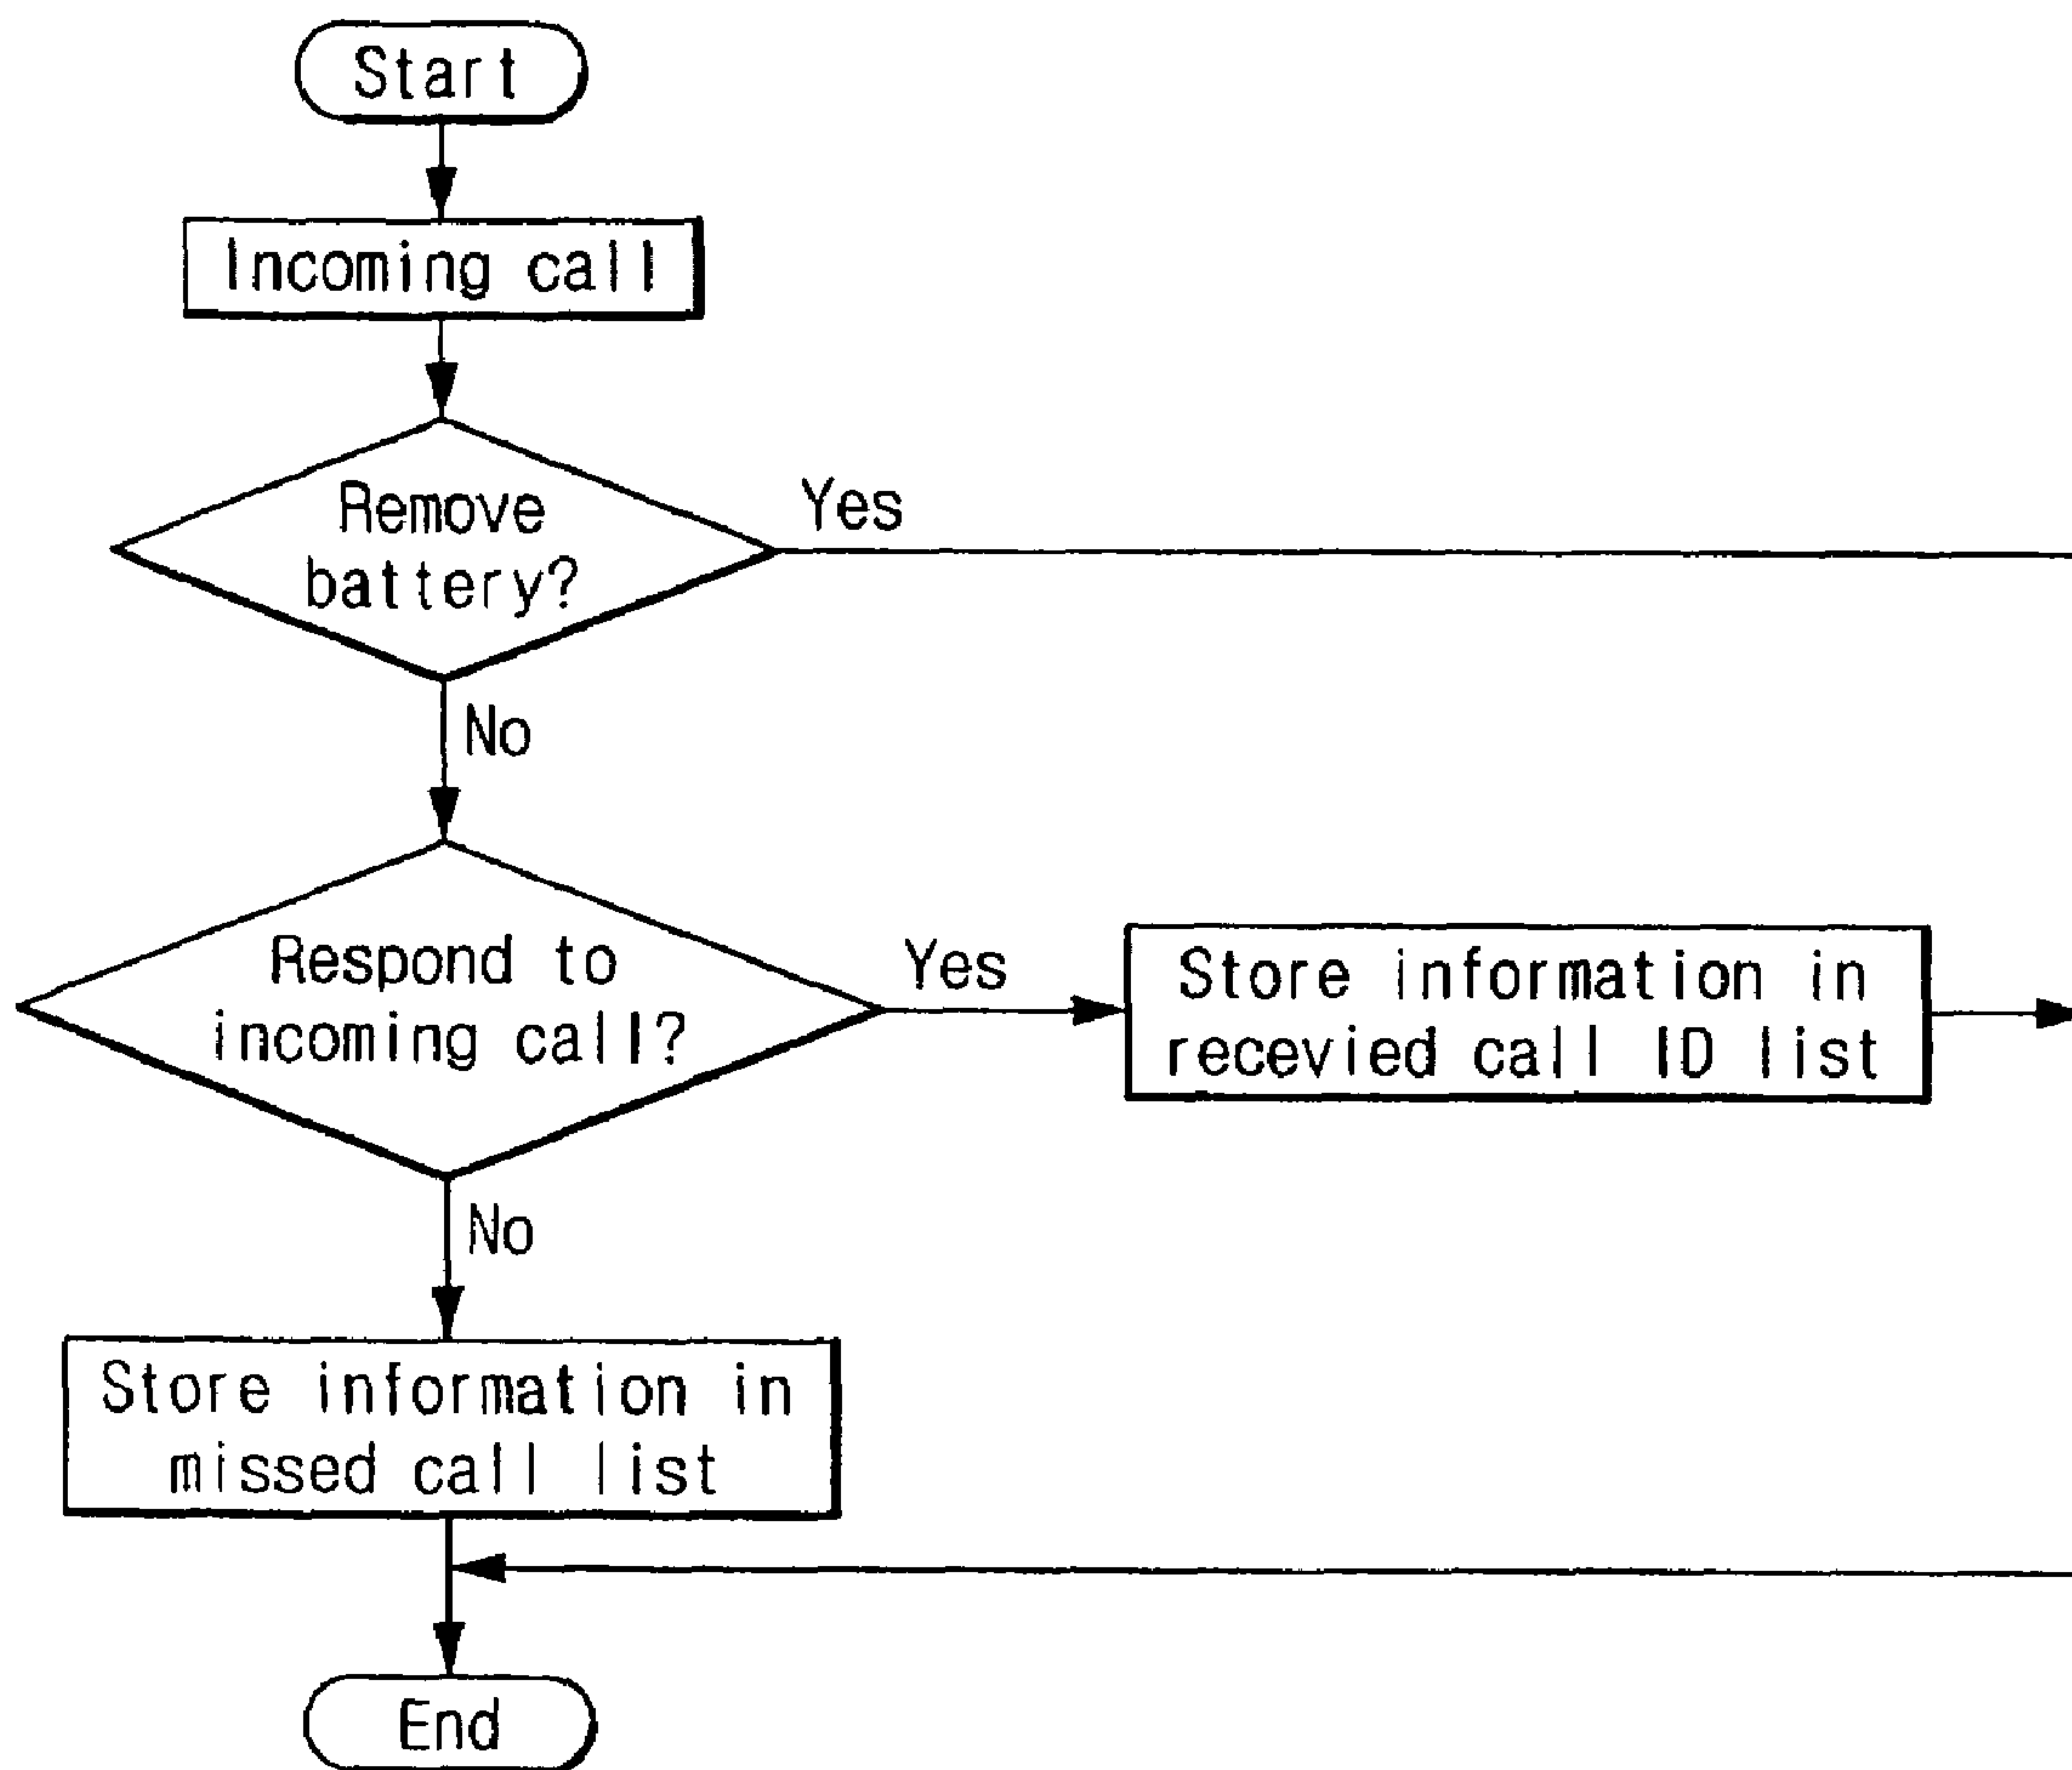 Start
Incoming call
Remove
battery?
Yes
No
Respond to
incoming call?
Yes
Store information in
recevied call ID list
No
Store information in
missed call list
End